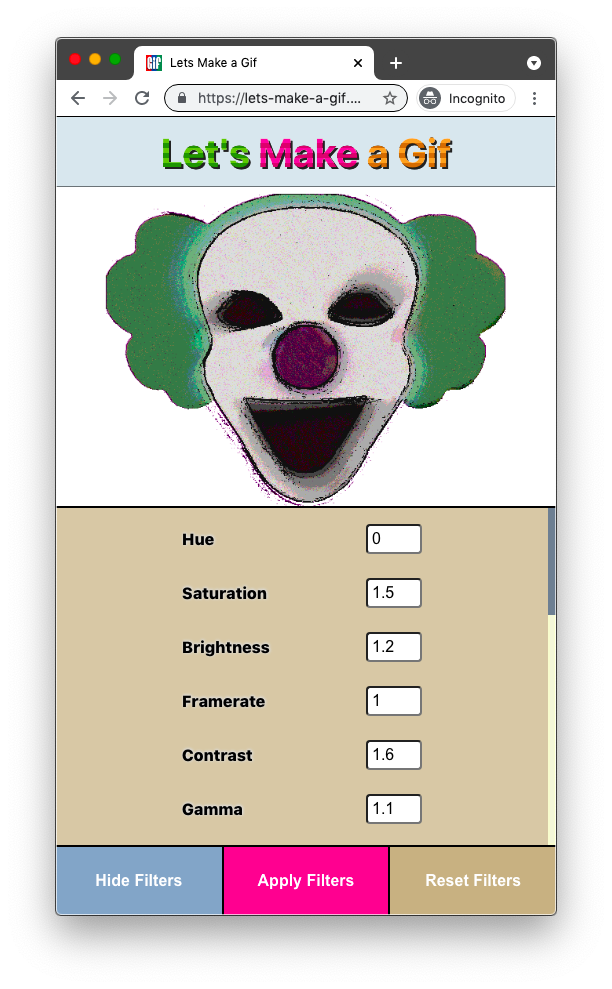 GIF
Lets Make a Gif
https://lets-make-a-gif....
Incognito
Let's Make a Gif
Hue 0
Saturation 1.5
Brightness 1.2
Framerate 1
Contrast 1.6
Gamma 1.1
Hide Filters Apply Filters Reset Filters